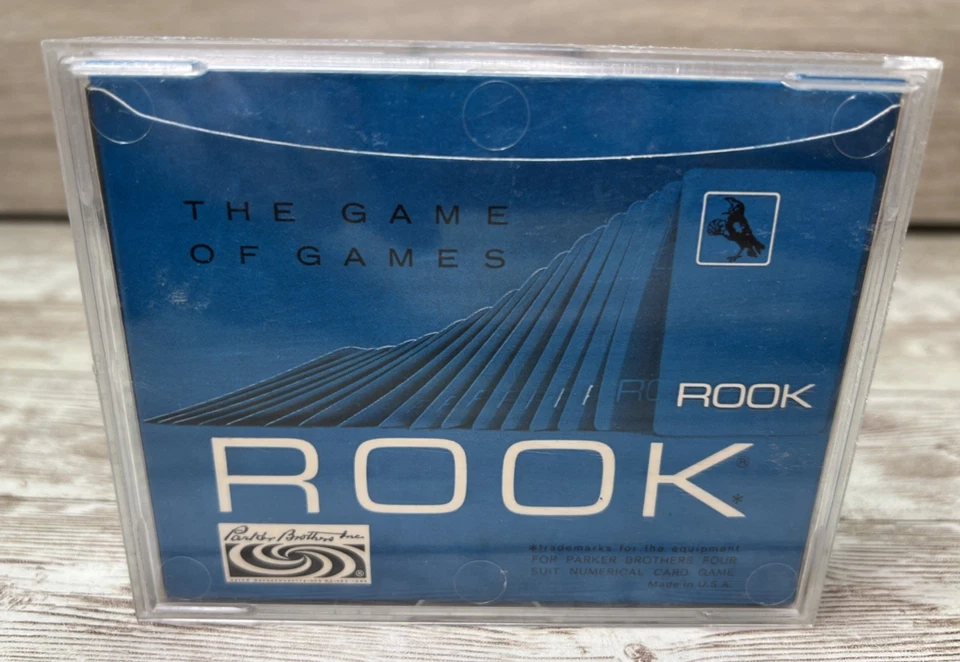 THE GAME
OF GAMES
RO
ROOK
ROOK®*
Parker Brothers Inc.
®
*Trademarks for the equipment
FOR PARKER BROTHERS FOUR
SUIT NUMERICAL CARD GAME
Made in U.S.A.